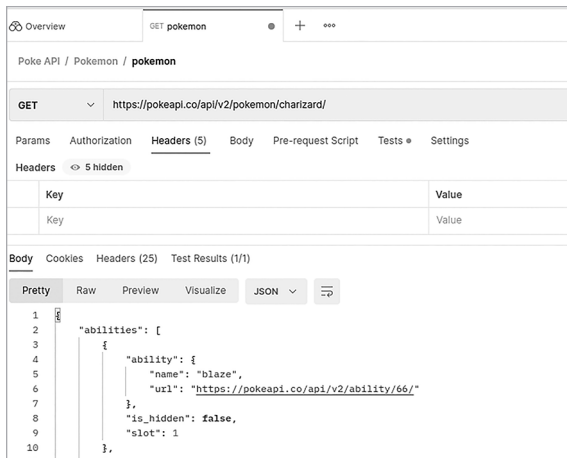 Overview GET pokemon
Poke API / Pokemon / pokemon
GET https://pokeapi.co/api/v2/pokemon/charizard/
Params Authorization Headers (5) Body Pre-request Script Tests Settings
Headers 5 hidden
Key Value
Key Value
Body Cookies Headers (25) Test Results (1/1)
Pretty Raw Preview Visualize JSON
1 {
2 "abilities": [
3 {
4 "ability": {
5 "name": "blaze",
6 "url": "https://pokeapi.co/api/v2/ability/66/"
7 },
8 "is_hidden": false,
9 "slot": 1
10 },